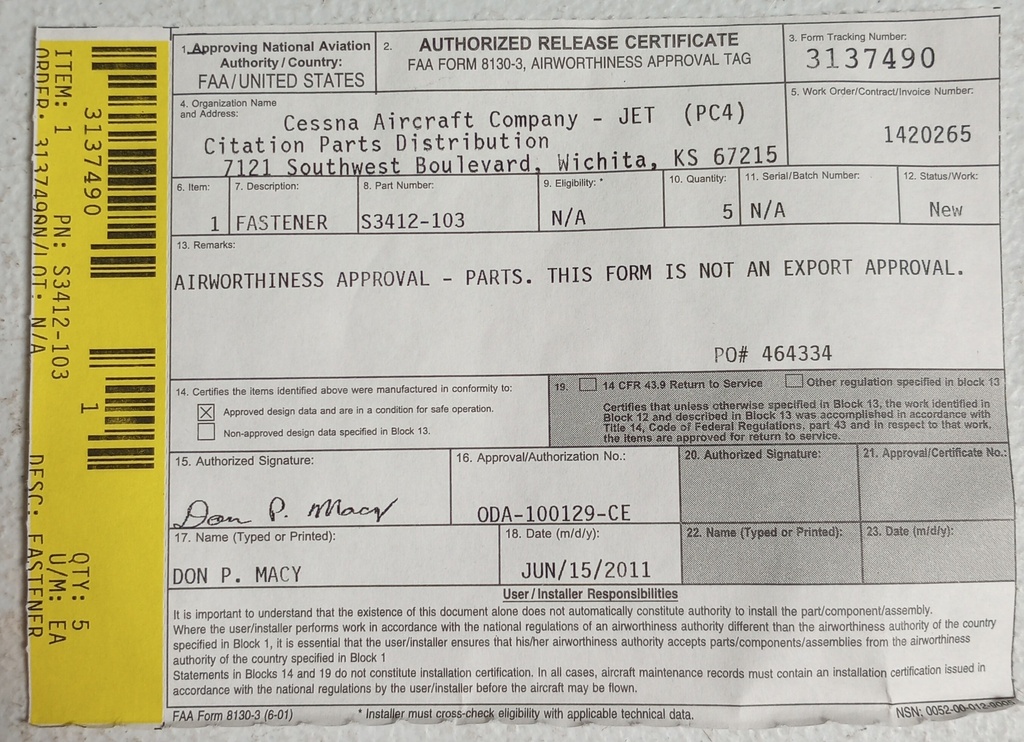 ITEM: 1 PN: S3412-103 QTY: 5 U/M: EA
3137490 1
1. Approving National Aviation Authority / Country:
FAA/UNITED STATES
2. AUTHORIZED RELEASE CERTIFICATE
FAA FORM 8130-3, AIRWORTHINESS APPROVAL TAG
3. Form Tracking Number:
3137490
4. Organization Name
and Address:
Cessna Aircraft Company - JET (PC4)
Citation Parts Distribution
7121 Southwest Boulevard, Wichita, KS 67215
5. Work Order/Contract/Invoice Number:
1420265
6. Item:
1
7. Description:
FASTENER
8. Part Number:
S3412-103
9. Eligibility: *
N/A
10. Quantity:
5
11. Serial/Batch Number:
N/A
12. Status/Work:
New
13. Remarks:
AIRWORTHINESS APPROVAL - PARTS. THIS FORM IS NOT AN EXPORT APPROVAL.
PO# 464334
14. Certifies the items identified above were manufactured in conformity to:
Approved design data and are in a condition for safe operation.
Non-approved design data specified in Block 13.
19. 14 CFR 43.9 Return to Service Other regulation specified in block 13
Certifies that unless otherwise specified in Block 13, the work identified in
Block 12 and described in Block 13 was accomplished in accordance with
Title 14, Code of Federal Regulations, part 43 and in respect to that work,
the items are approved for return to service.
15. Authorized Signature:
Don P. Macy
16. Approval/Authorization No.:
ODA-100129-CE
20. Authorized Signature:
21. Approval/Certificate No.:
17. Name (Typed or Printed):
DON P. MACY
18. Date (m/d/y):
JUN/15/2011
22. Name (Typed or Printed):
23. Date (m/d/y):
User / Installer Responsibilities
It is important to understand that the existence of this document alone does not automatically constitute authority to install the part/component/assembly.
Where the user/installer performs work in accordance with the national regulations of an airworthiness authority different than the airworthiness authority of the country
specified in Block 1, it is essential that the user/installer ensures that his/her airworthiness authority accepts parts/components/assemblies from the airworthiness
authority of the country specified in Block 1
Statements in Blocks 14 and 19 do not constitute installation certification. In all cases, aircraft maintenance records must contain an installation certification issued in
accordance with the national regulations by the user/installer before the aircraft may be flown.
FAA Form 8130-3 (6-01) * Installer must cross-check eligibility with applicable technical data.
NSN: 0052-00-012-